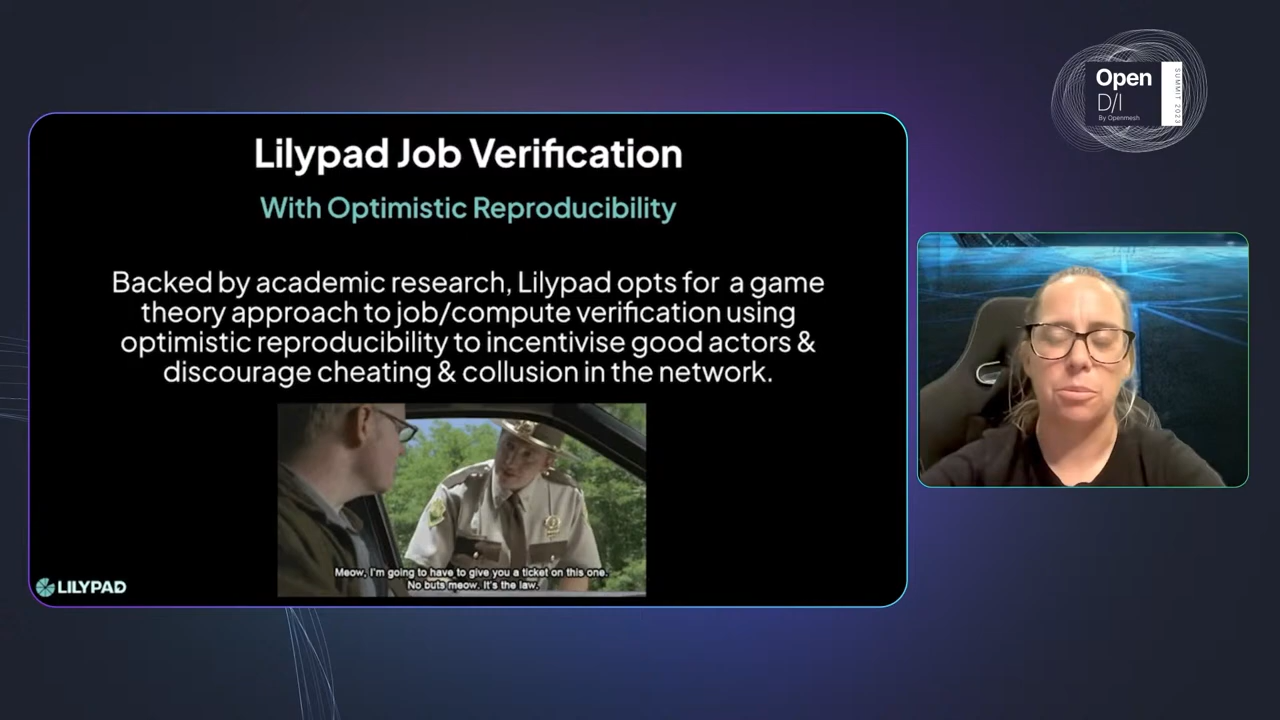 Open
D/I
By Openmesh
SUMMIT 2023
Lilypad Job Verification
With Optimistic Reproducibility
Backed by academic research, Lilypad opts for a game
theory approach to job/compute verification using
optimistic reproducibility to incentivise good actors &
discourage cheating & collusion in the network.
Meow, I'm going to have to give you a ticket on this one.
No buts meow. It's the law.
LILYPAD